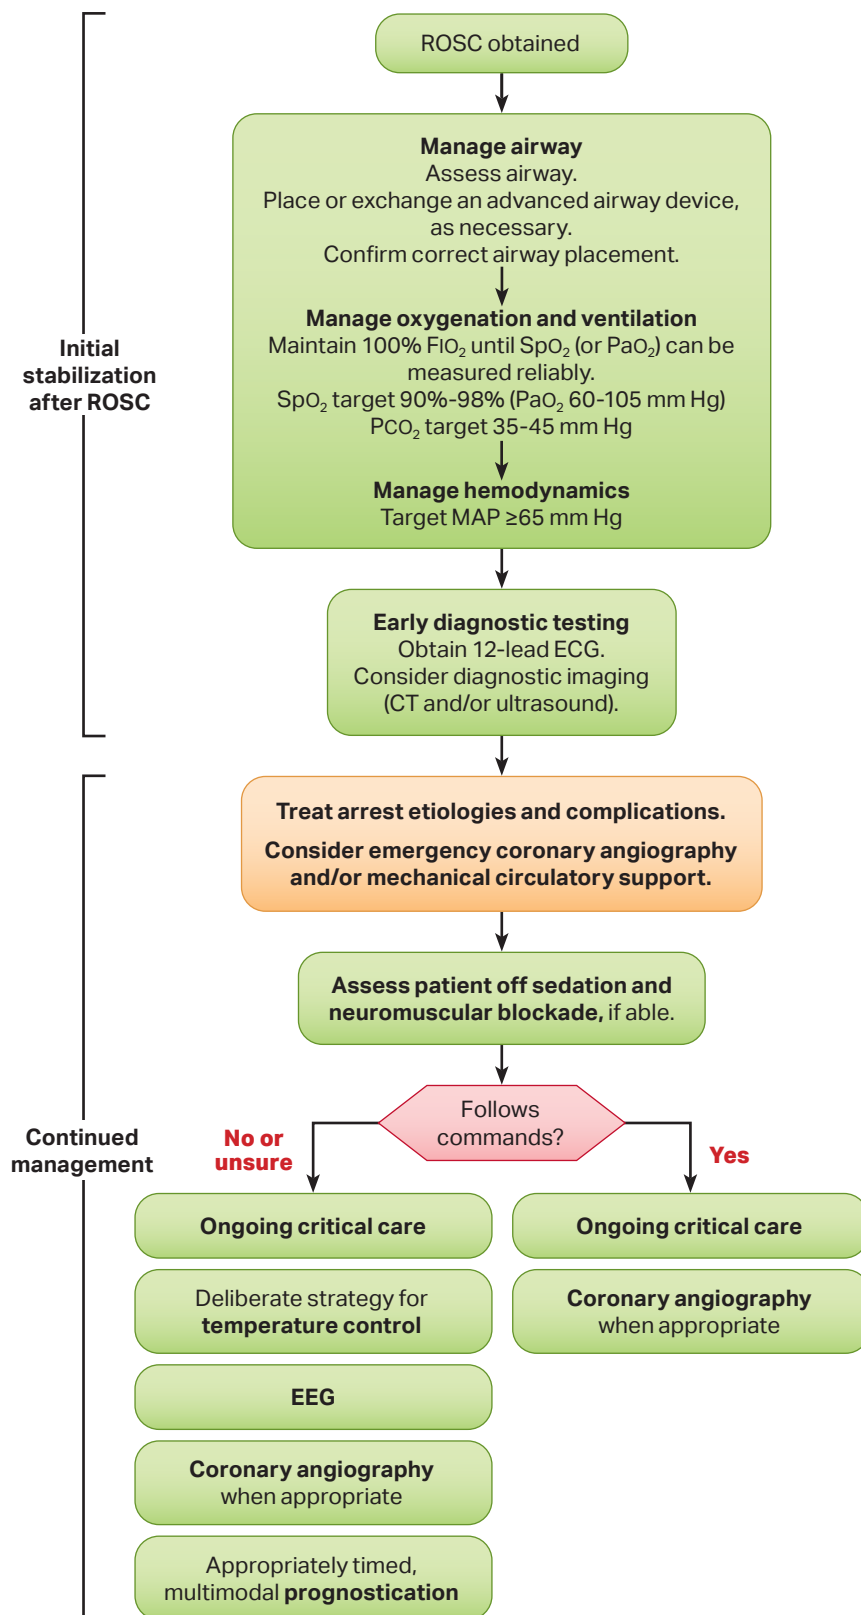 ROSC obtained
Manage airway
Assess airway.
Place or exchange an advanced airway device,
as necessary.
Confirm correct airway placement.
Manage oxygenation and ventilation
Maintain 100% FIO₂ until SpO₂ (or PaO₂) can be
measured reliably.
SpO₂ target 90%-98% (PaO₂ 60-105 mm Hg)
PCO₂ target 35-45 mm Hg
Manage hemodynamics
Target MAP ≥65 mm Hg
Initial
stabilization
after ROSC
Early diagnostic testing
Obtain 12-lead ECG.
Consider diagnostic imaging
(CT and/or ultrasound).
Treat arrest etiologies and complications.
Consider emergency coronary angiography
and/or mechanical circulatory support.
Assess patient off sedation and
neuromuscular blockade, if able.
Follows
commands?
Continued
management
No or
unsure
Yes
Ongoing critical care
Deliberate strategy for
temperature control
EEG
Coronary angiography
when appropriate
Appropriately timed,
multimodal prognostication
Ongoing critical care
Coronary angiography
when appropriate